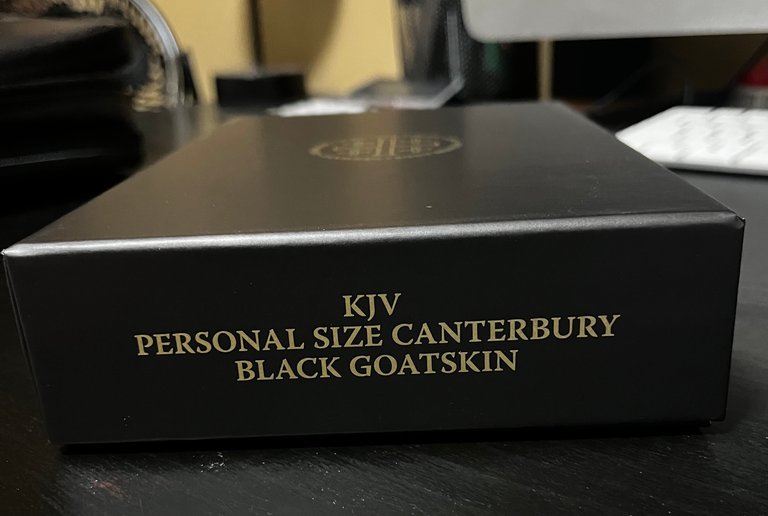 KJV
PERSONAL SIZE CANTERBURY
BLACK GOATSKIN